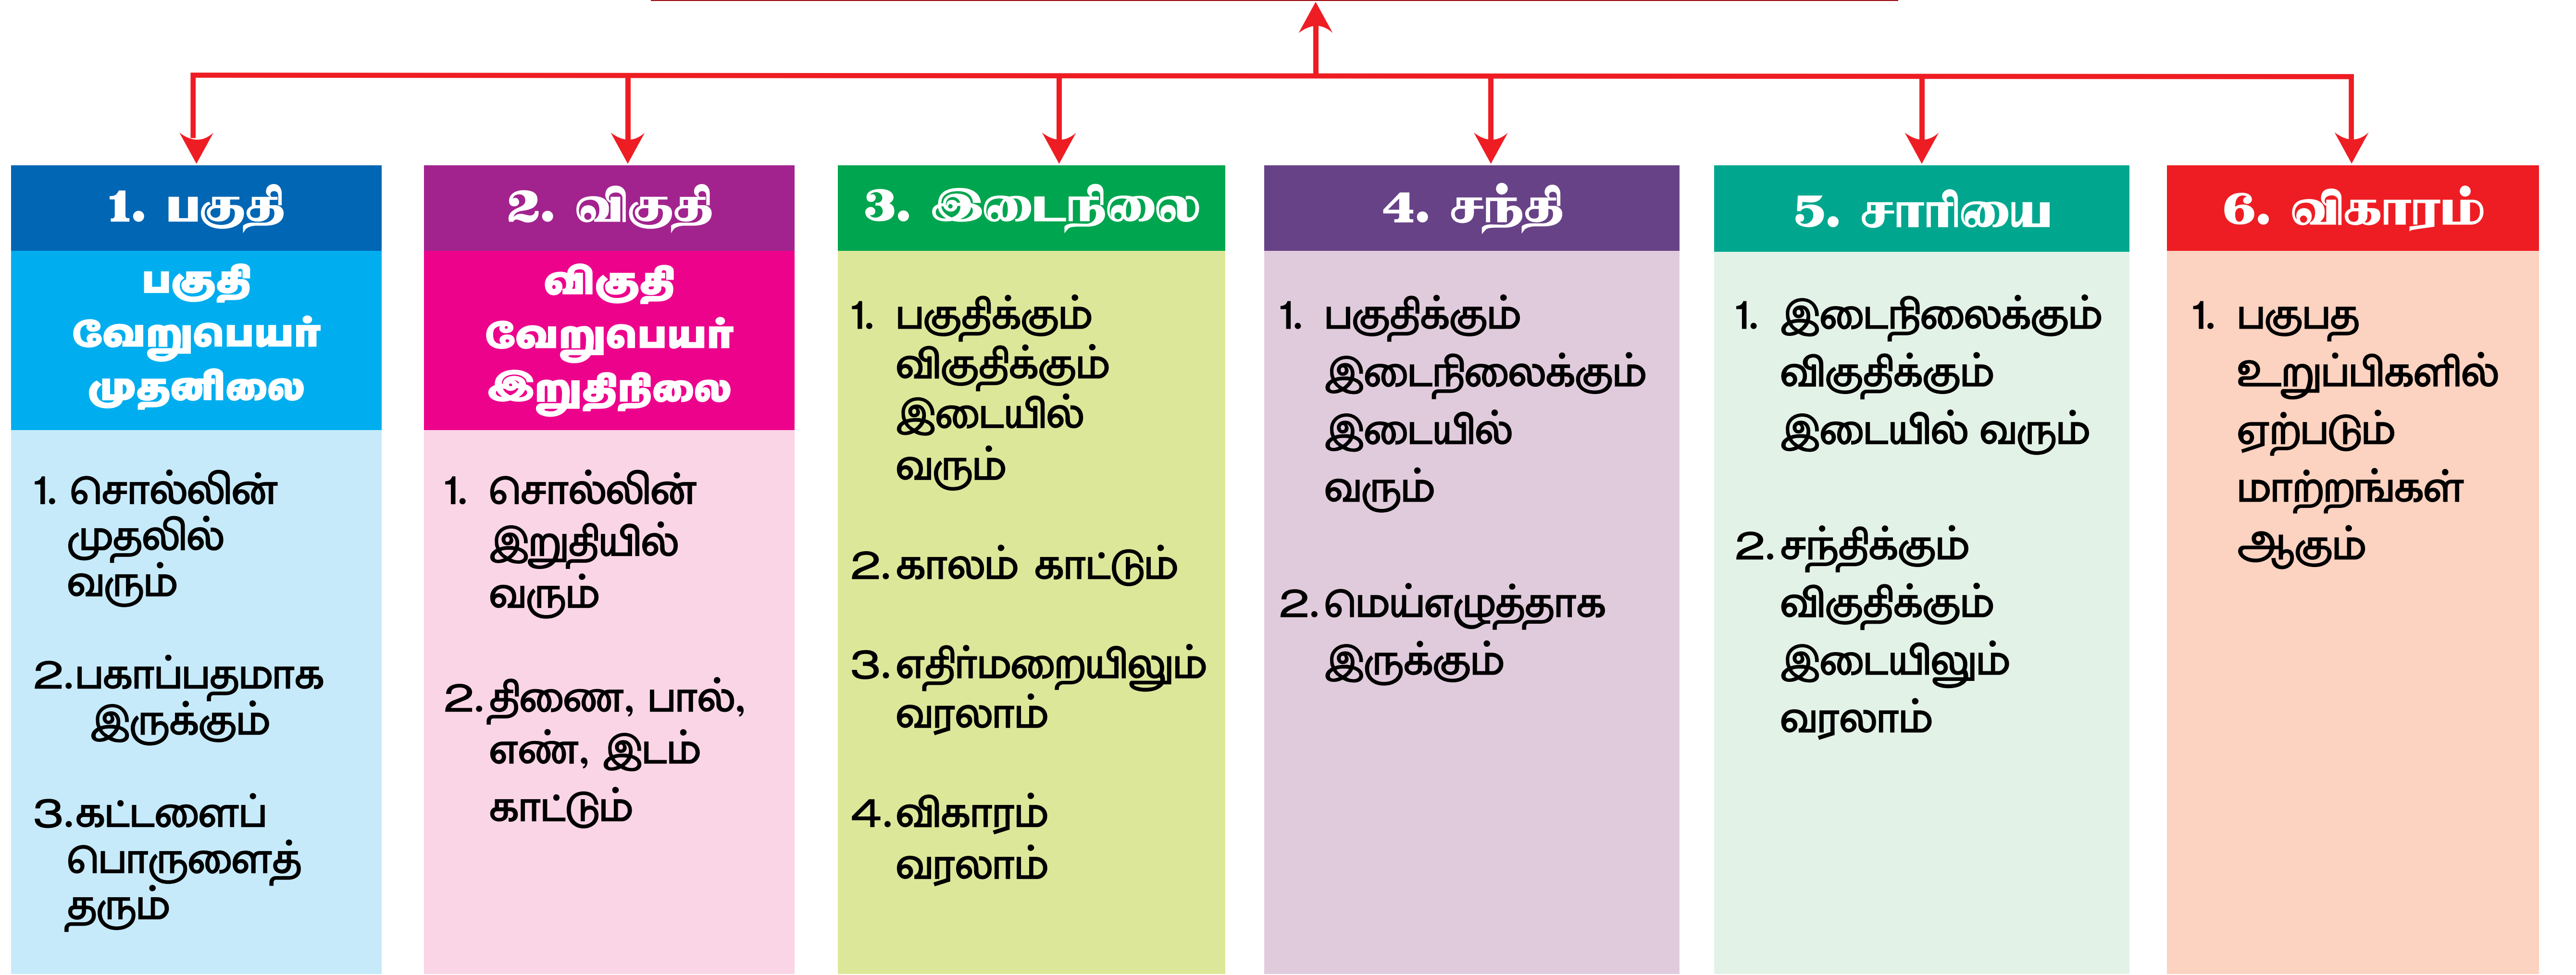 1. பகுதி
பகுதி
வேறுபெயர்
முதனிலை
1. சொல்லின்
முதலில்
வரும்
2.பகாப்பதமாக
இருக்கும்
3.கட்டளைப்
பொருளைத்
தரும்
2. விகுதி
விகுதி
வேறுபெயர்
இறுதிநிலை
1. சொல்லின்
இறுதியில்
வரும்
2.திணை, பால்,
எண், இடம்
காட்டும்
3. இடைநிலை
1. பகுதிக்கும்
விகுதிக்கும்
இடையில்
வரும்
2.காலம் காட்டும்
3.எதிர்மறையிலும்
வரலாம்
4.விகாரம்
வரலாம்
4. சந்தி
1. பகுதிக்கும்
இடைநிலைக்கும்
இடையில்
வரும்
2.மெய்எழுத்தாக
இருக்கும்
5. சாரியை
1. இடைநிலைக்கும்
விகுதிக்கும்
இடையில் வரும்
2.சந்திக்கும்
விகுதிக்கும்
இடையிலும்
வரலாம்
6. விகாரம்
1. பகுபத
உறுப்பிகளில்
ஏற்படும்
மாற்றங்கள்
ஆகும்